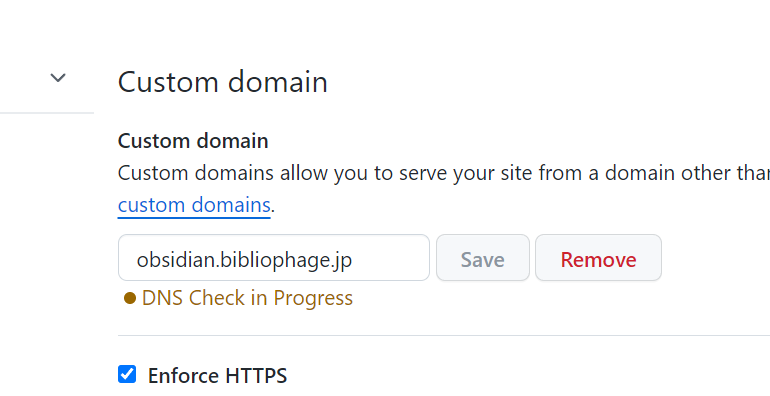 Custom domain
Custom domain
Custom domains allow you to serve your site from a domain other than
custom domains.
obsidian.bibliophage.jp Save Remove
DNS Check in Progress
Enforce HTTPS